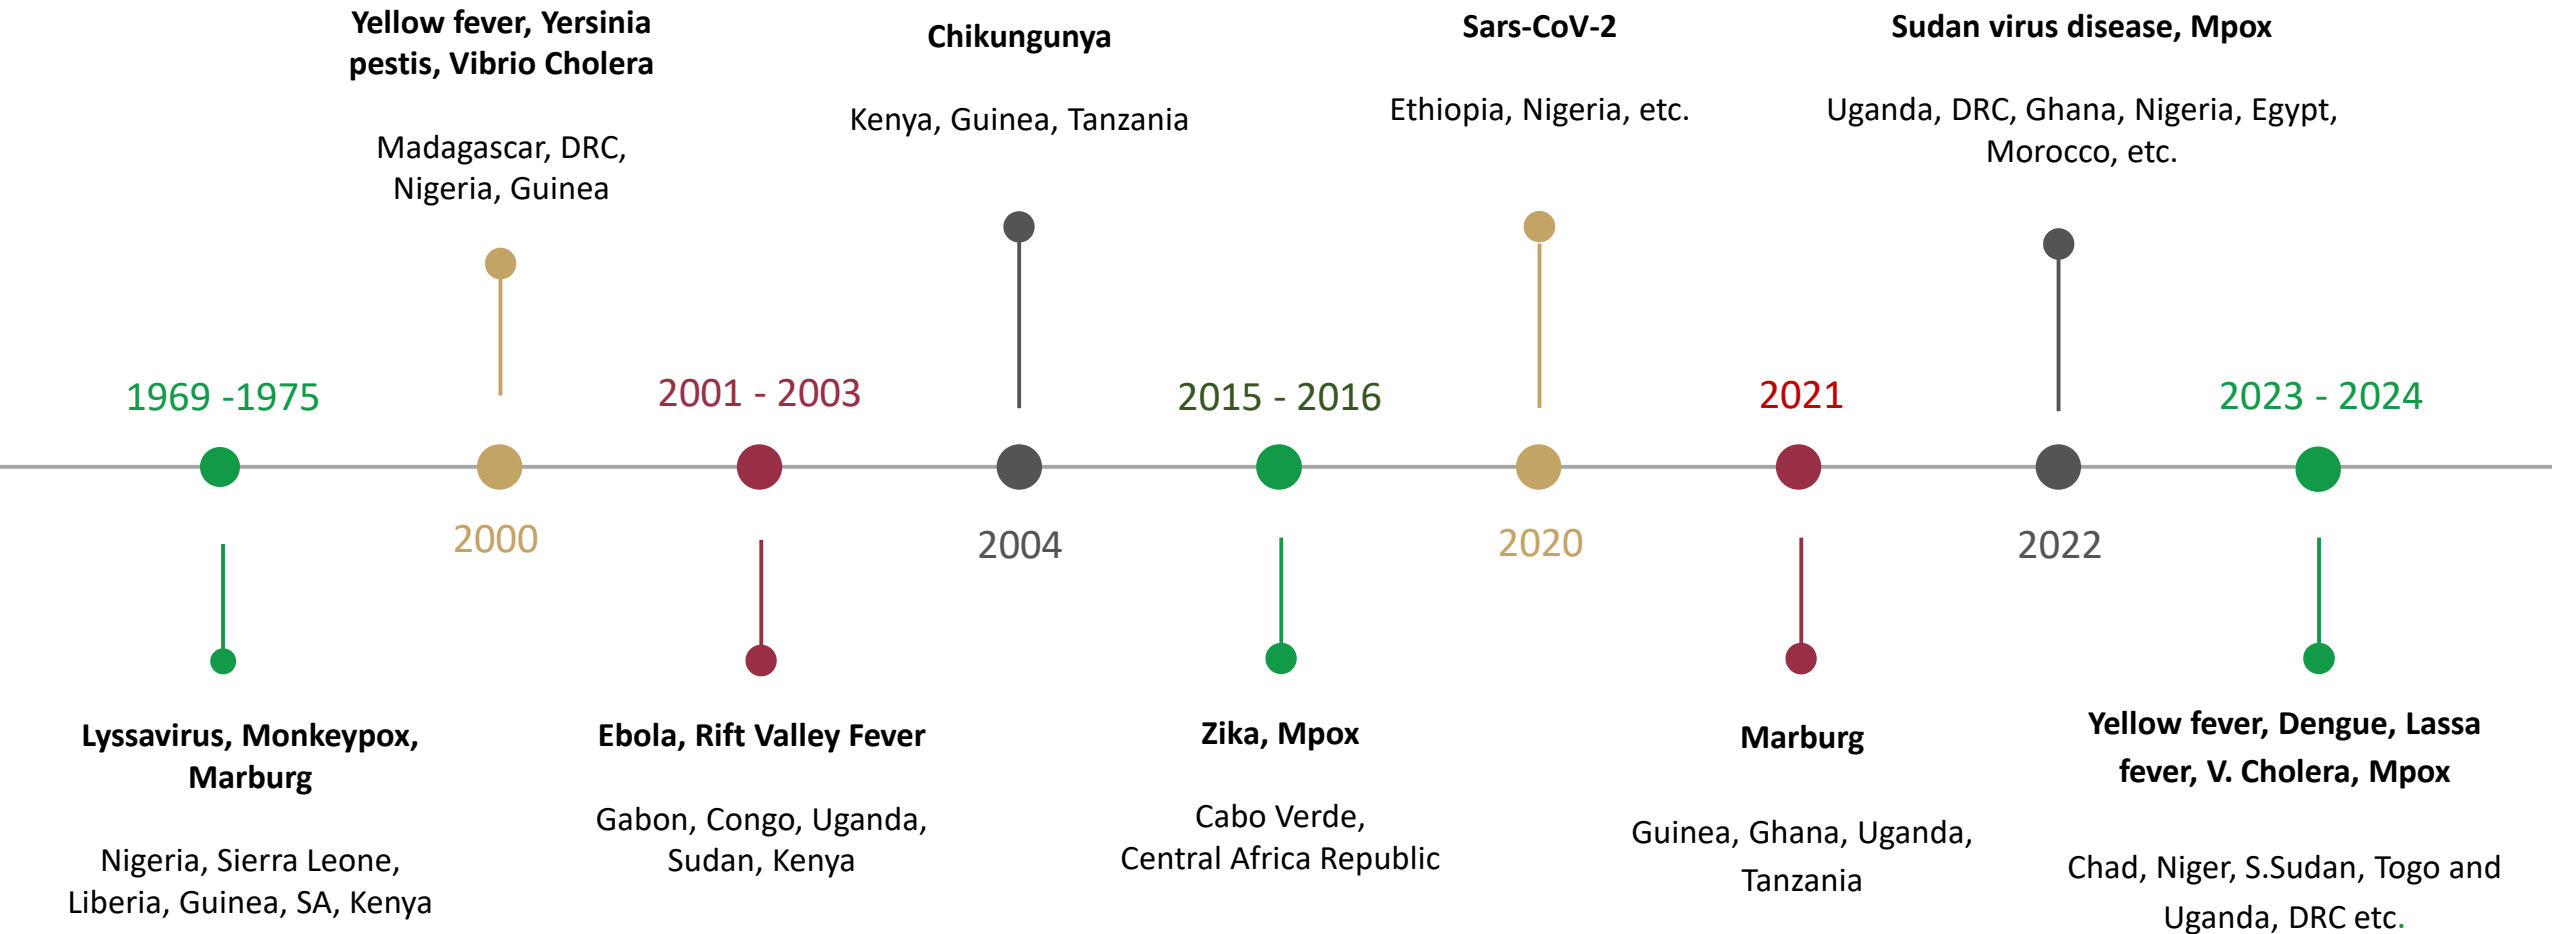 Yellow fever, Yersinia
pestis, Vibrio Cholera
Madagascar, DRC,
Nigeria, Guinea
Chikungunya
Kenya, Guinea, Tanzania
Sars-CoV-2
Ethiopia, Nigeria, etc.
Sudan virus disease, Mpox
Uganda, DRC, Ghana, Nigeria, Egypt,
Morocco, etc.
1969 -1975
2001 - 2003
2015 - 2016
2021
2023 - 2024
2000
2004
2020
2022
Lyssavirus, Monkeypox,
Marburg
Nigeria, Sierra Leone,
Liberia, Guinea, SA, Kenya
Ebola, Rift Valley Fever
Gabon, Congo, Uganda,
Sudan, Kenya
Zika, Mpox
Cabo Verde,
Central Africa Republic
Marburg
Guinea, Ghana, Uganda,
Tanzania
Yellow fever, Dengue, Lassa
fever, V. Cholera, Mpox
Chad, Niger, S.Sudan, Togo and
Uganda, DRC etc.